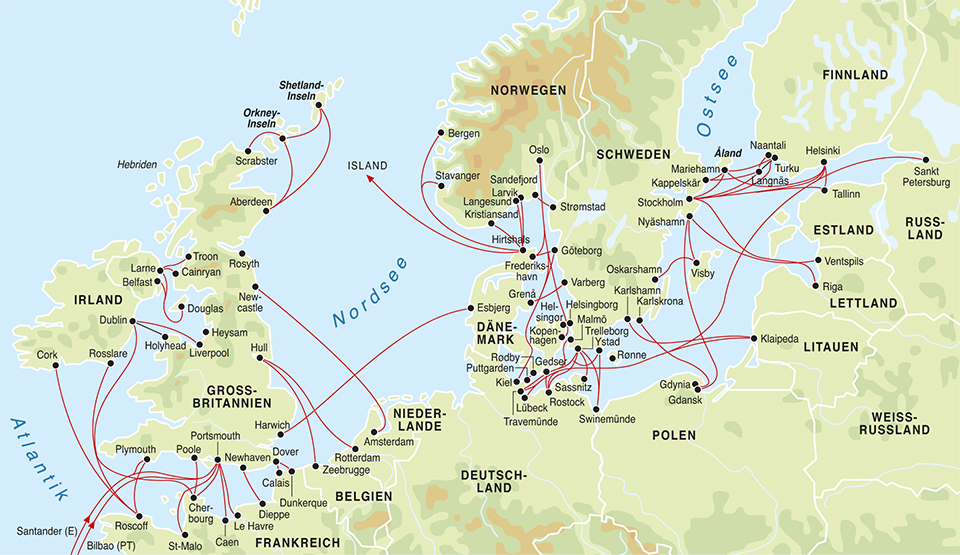 Shetland-
Inseln
Orkney-
Inseln
Scrabster
Hebriden
Aberdeen
ISLAND
NORWEGEN
Bergen
Stavanger
Oslo
Sandefjord
Larvik
Langesund
Kristiansand
Strømstad
Hirtshals
Frederiks-
havn
Göteborg
SCHWEDEN
Ostsee
FINNLAND
Åland
Naantali
Turku
Långnäs
Mariehamn
Kappelskär
Stockholm
Nyäshamn
Helsinki
Tallinn
Sankt
Petersburg
ESTLAND
RUSS-
LAND
Ventspils
Riga
LETTLAND
Visby
Oskarshamn
Karlshamn
Karlskrona
Klaipeda
LITAUEN
WEISS-
RUSSLAND
Nordsee
Troon
Cainryan
Larne
Belfast
Rosyth
New-
castle
IRLAND
Douglas
Dublin
Heysam
Holyhead
Liverpool
Hull
Cork
Rosslare
GROSS-
BRITANNIEN
Harwich
Esbjerg
DÄNE-
MARK
Grenå
Varberg
Hel-
singor
Helsingborg
Malmö
Kopen-
hagen
Trelleborg
Ystad
Rønne
Rødby
Gedser
Puttgarden
Kiel
Sassnitz
Rostock
Lübeck
Travemünde
Swinemünde
Gdynia
Gdansk
POLEN
DEUTSCH-
LAND
NIEDER-
LANDE
Amsterdam
Rotterdam
Zeebrugge
BELGIEN
Atlantik
Plymouth
Poole
Portsmouth
Newhaven
Dover
Calais
Dunkerque
Dieppe
Le Havre
Caen
Cher-
bourg
St-Malo
Roscoff
Santander (E)
Bilbao (PT)
FRANKREICH